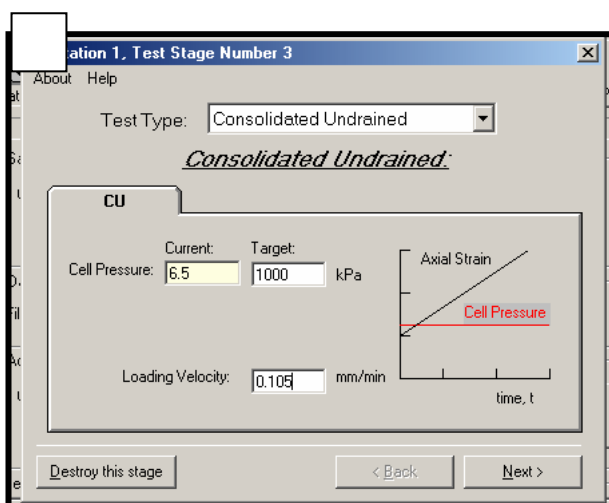 ation 1, Test Stage Number 3
About Help
Test Type: Consolidated Undrained
Consolidated Undrained:
CU
Current: Target:
Cell Pressure: 6.5 1000 kPa
Axial Strain
Cell Pressure
Loading Velocity: 0.105 mm/min
time, t
Destroy this stage < Back Next >